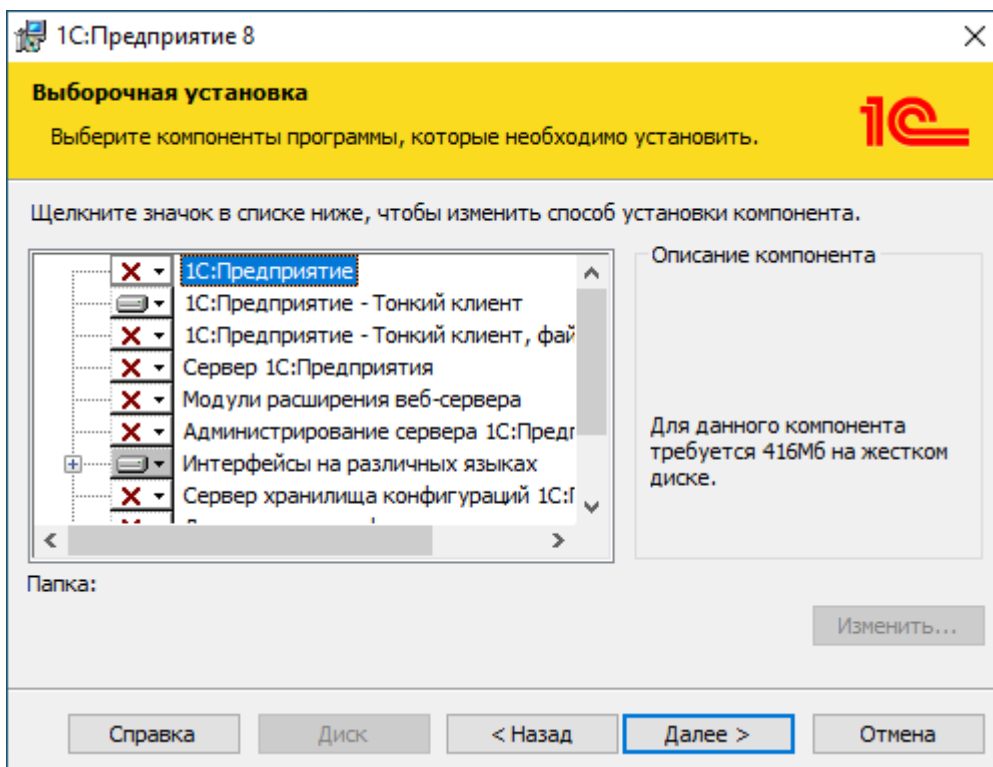 1С:Предприятие 8
Выборочная установка
Выберите компоненты программы, которые необходимо установить.
1С
Щелкните значок в списке ниже, чтобы изменить способ установки компонента.
1С:Предприятие
1С:Предприятие - Тонкий клиент
1С:Предприятие - Тонкий клиент, фай
Сервер 1С:Предприятия
Модули расширения веб-сервера
Администрирование сервера 1С:Предг
Интерфейсы на различных языках
Сервер хранилища конфигураций 1С:Г
Описание компонента
Для данного компонента
требуется 416Мб на жестком
диске.
Папка:
Изменить...
Справка
Диск
< Назад
Далее >
Отмена